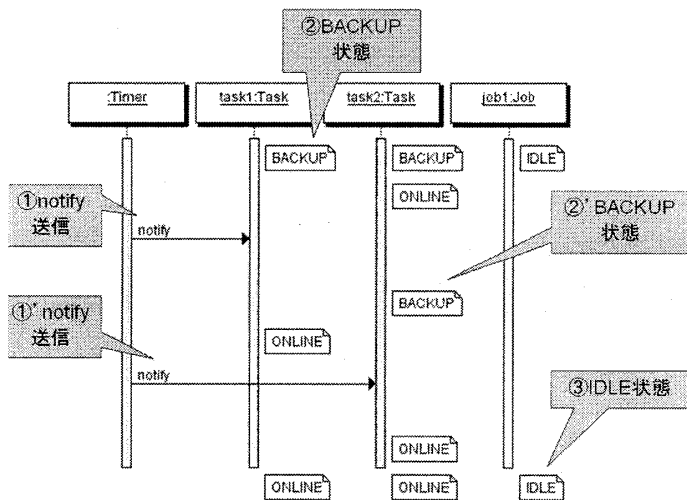 ②BACKUP
状態
:Timer
task1:Task
task2:Task
job1:Job
BACKUP
BACKUP
IDLE
①notify
送信
ONLINE
②'BACKUP
状態
notify
BACKUP
①'notify
送信
ONLINE
notify
③IDLE状態
ONLINE
ONLINE
ONLINE
IDLE